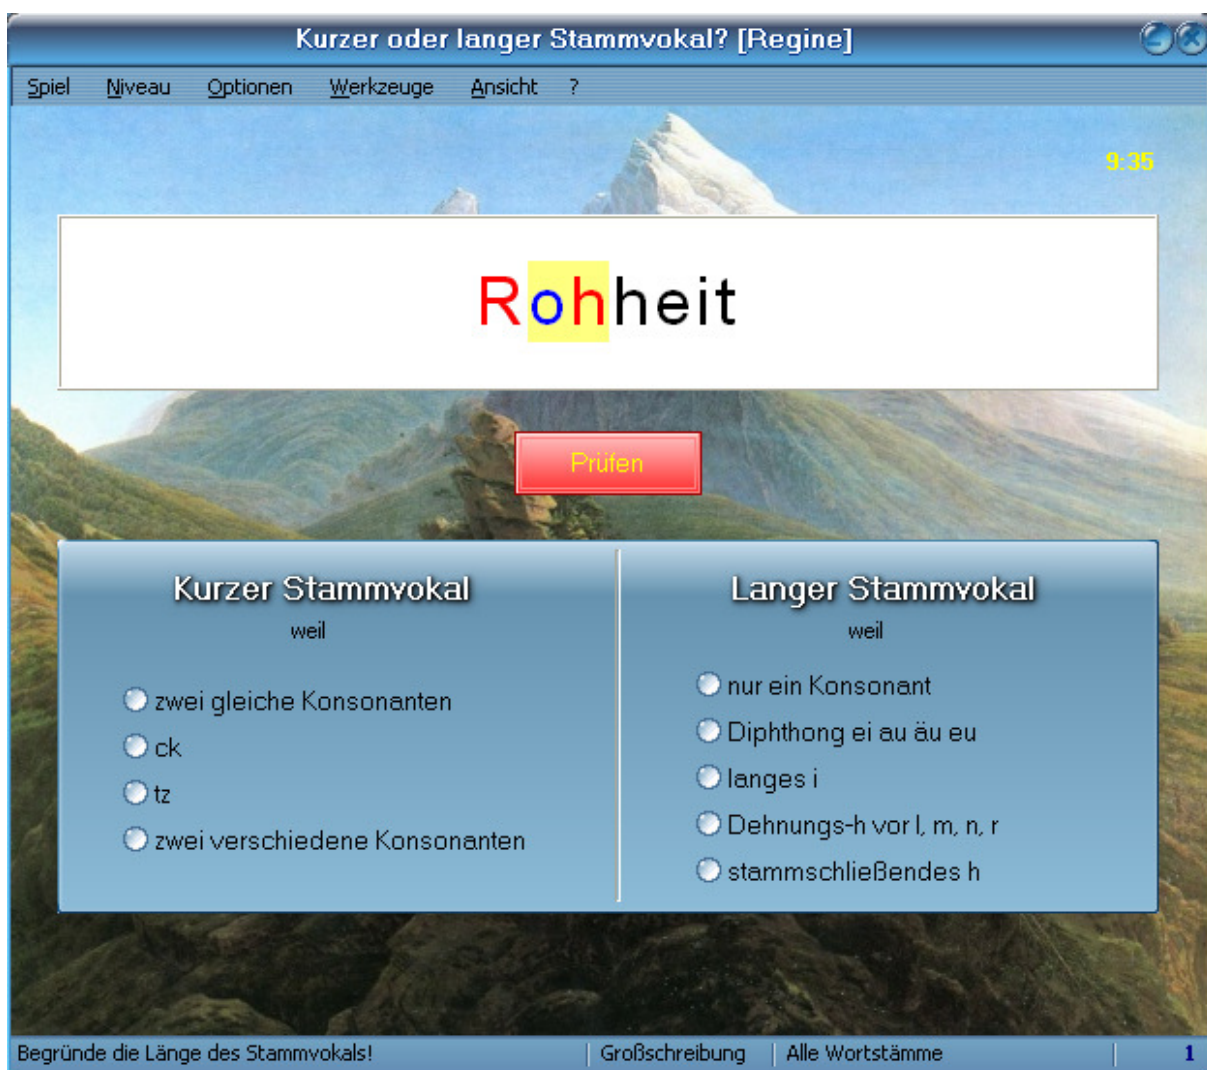 Kurzer oder langer Stammvokal? [Regine]
Spiel Niveau Optionen Werkzeuge Ansicht ?
9:35
Rohheit
Prüfen
Kurzer Stammvokal
weil
zwei gleiche Konsonanten
ck
tz
zwei verschiedene Konsonanten
Langer Stammvokal
weil
nur ein Konsonant
Diphthong ei au äu eu
langes i
Dehnungs-h vor l, m, n, r
stammschließendes h
Begründe die Länge des Stammvokals! Großschreibung Alle Wortstämme 1